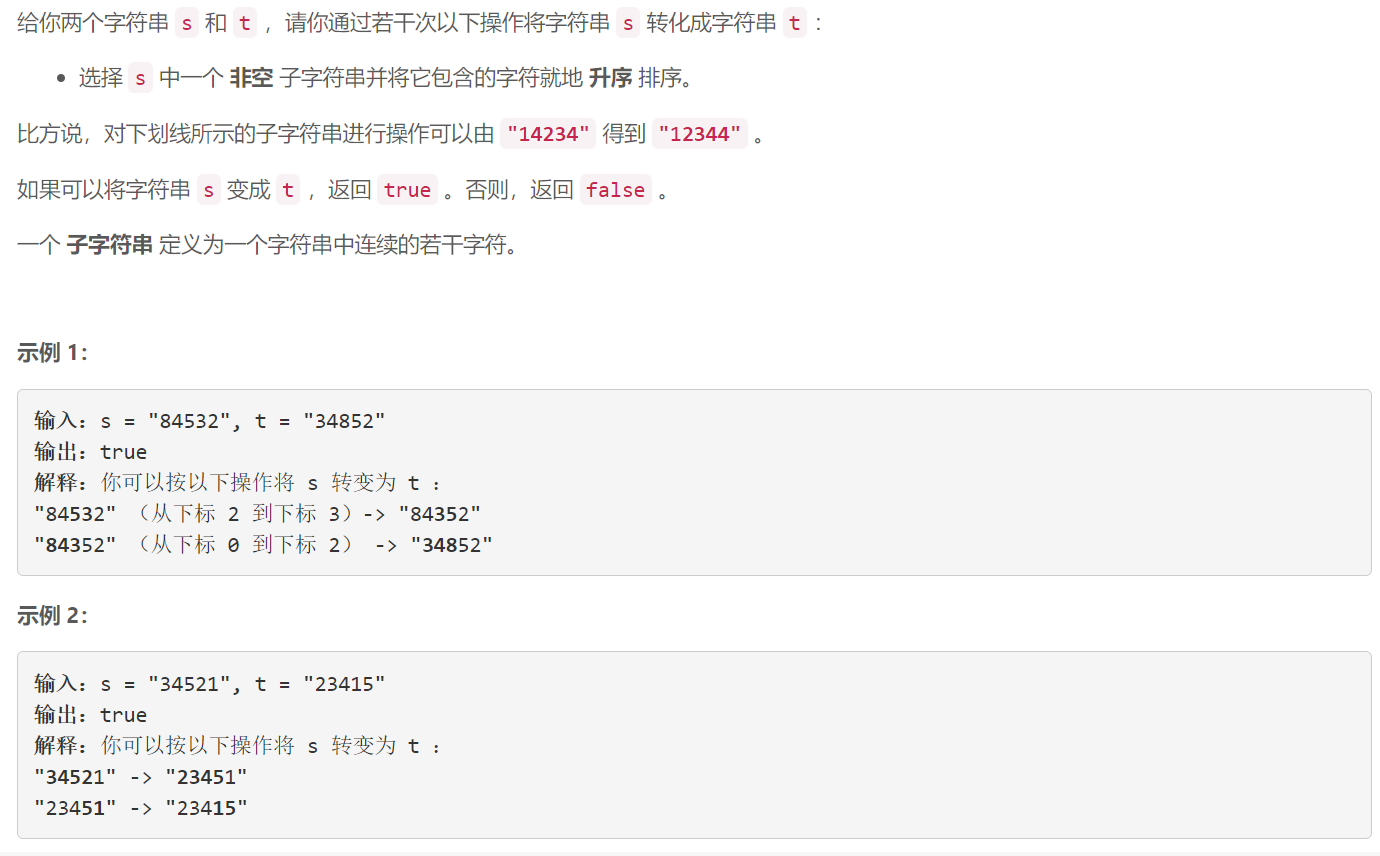 给你两个字符串 s 和 t ，请你通过若干次以下操作将字符串 s 转化成字符串 t ：
• 选择 s 中一个 非空 子字符串并将它包含的字符就地 升序 排序。
比方说，对下划线所示的子字符串进行操作可以由 "14234" 得到 "12344" 。
如果可以将字符串 s 变成 t ，返回 true 。否则，返回 false 。
一个 子字符串 定义为一个字符串中连续的若干字符。
示例 1：
输入：s = "84532", t = "34852"
输出：true
解释：你可以按以下操作将 s 转变为 t ：
"84532" （从下标 2 到下标 3）-> "84352"
"84352" （从下标 0 到下标 2） -> "34852"
示例 2：
输入：s = "34521", t = "23415"
输出：true
解释：你可以按以下操作将 s 转变为 t ：
"34521" -> "23451"
"23451" -> "23415"